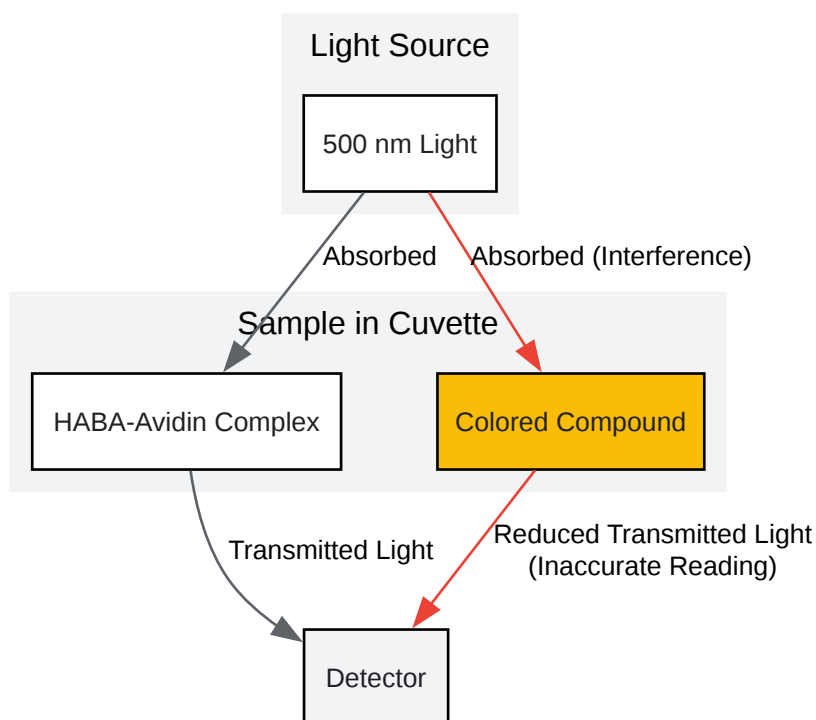 Light Source
500 nm Light
Absorbed
Absorbed (Interference)
Sample in Cuvette
HABA-Avidin Complex
Colored Compound
Transmitted Light
Reduced Transmitted Light
(Inaccurate Reading)
Detector